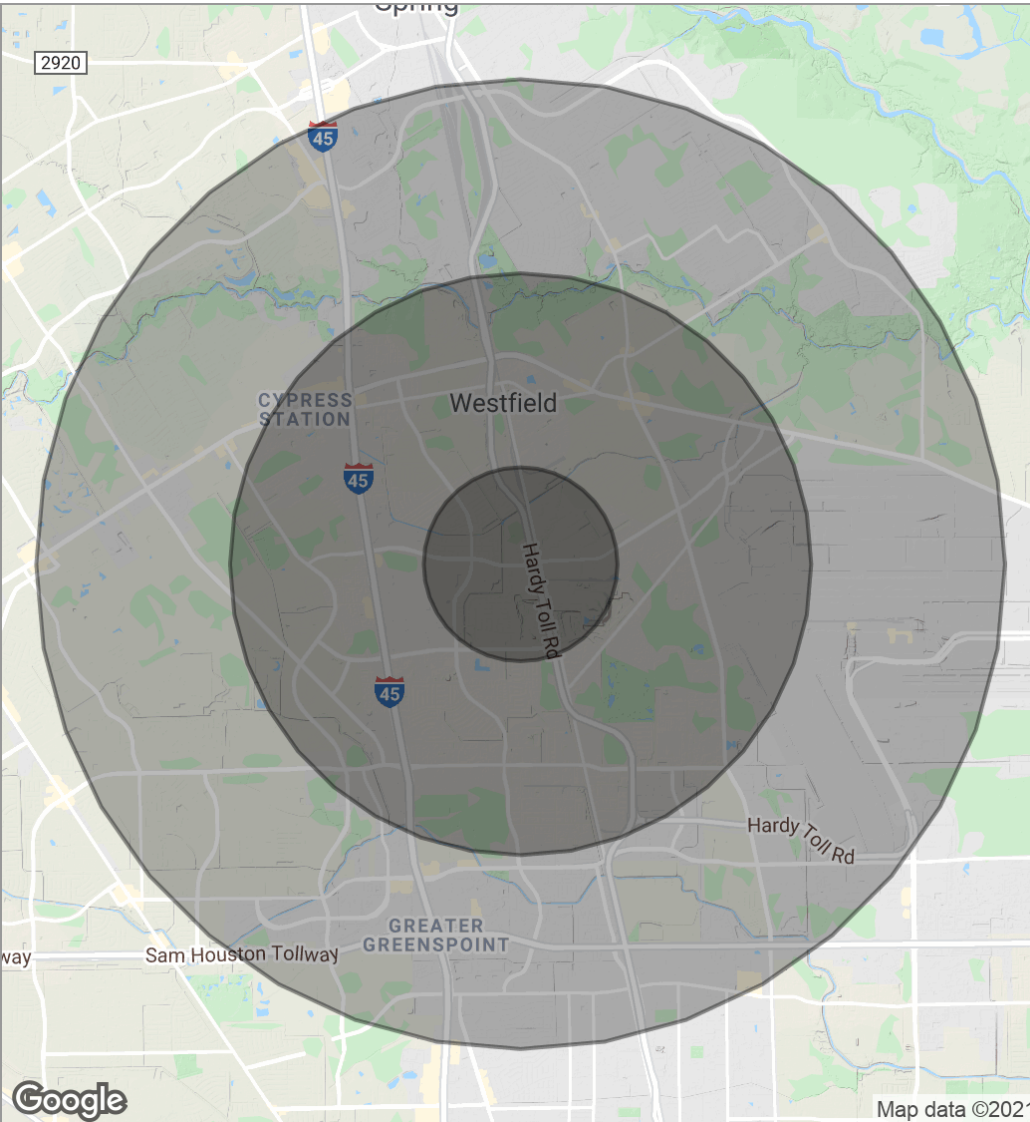 Spring
2920
45
CYPRESS
STATION
Westfield
45
Hardy Toll Rd
45
Hardy Toll Rd
GREATER
GREENSPOINT
Sam Houston Tollway
way
Google
Map data ©2021